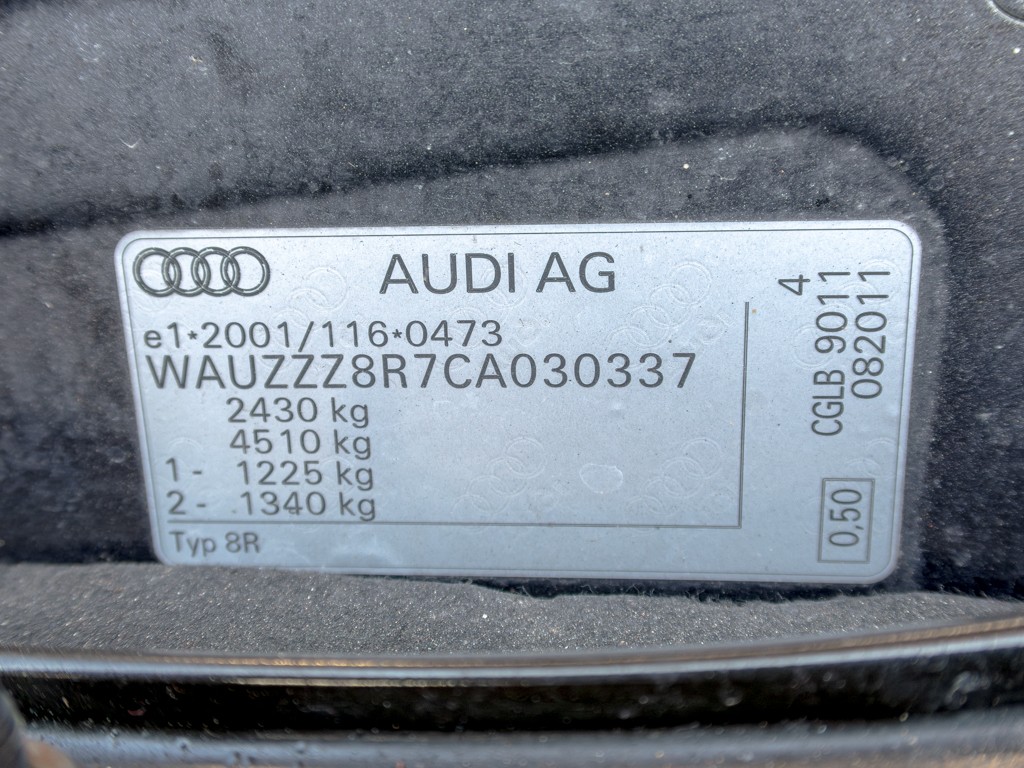 AUDI AG
e1*2001/116*0473
WAUZZZ8R7CA030337
2430 kg
4510 kg
1- 1225 kg
2- 1340 kg
Typ 8R
4
CGLB 9011
082011
0,50